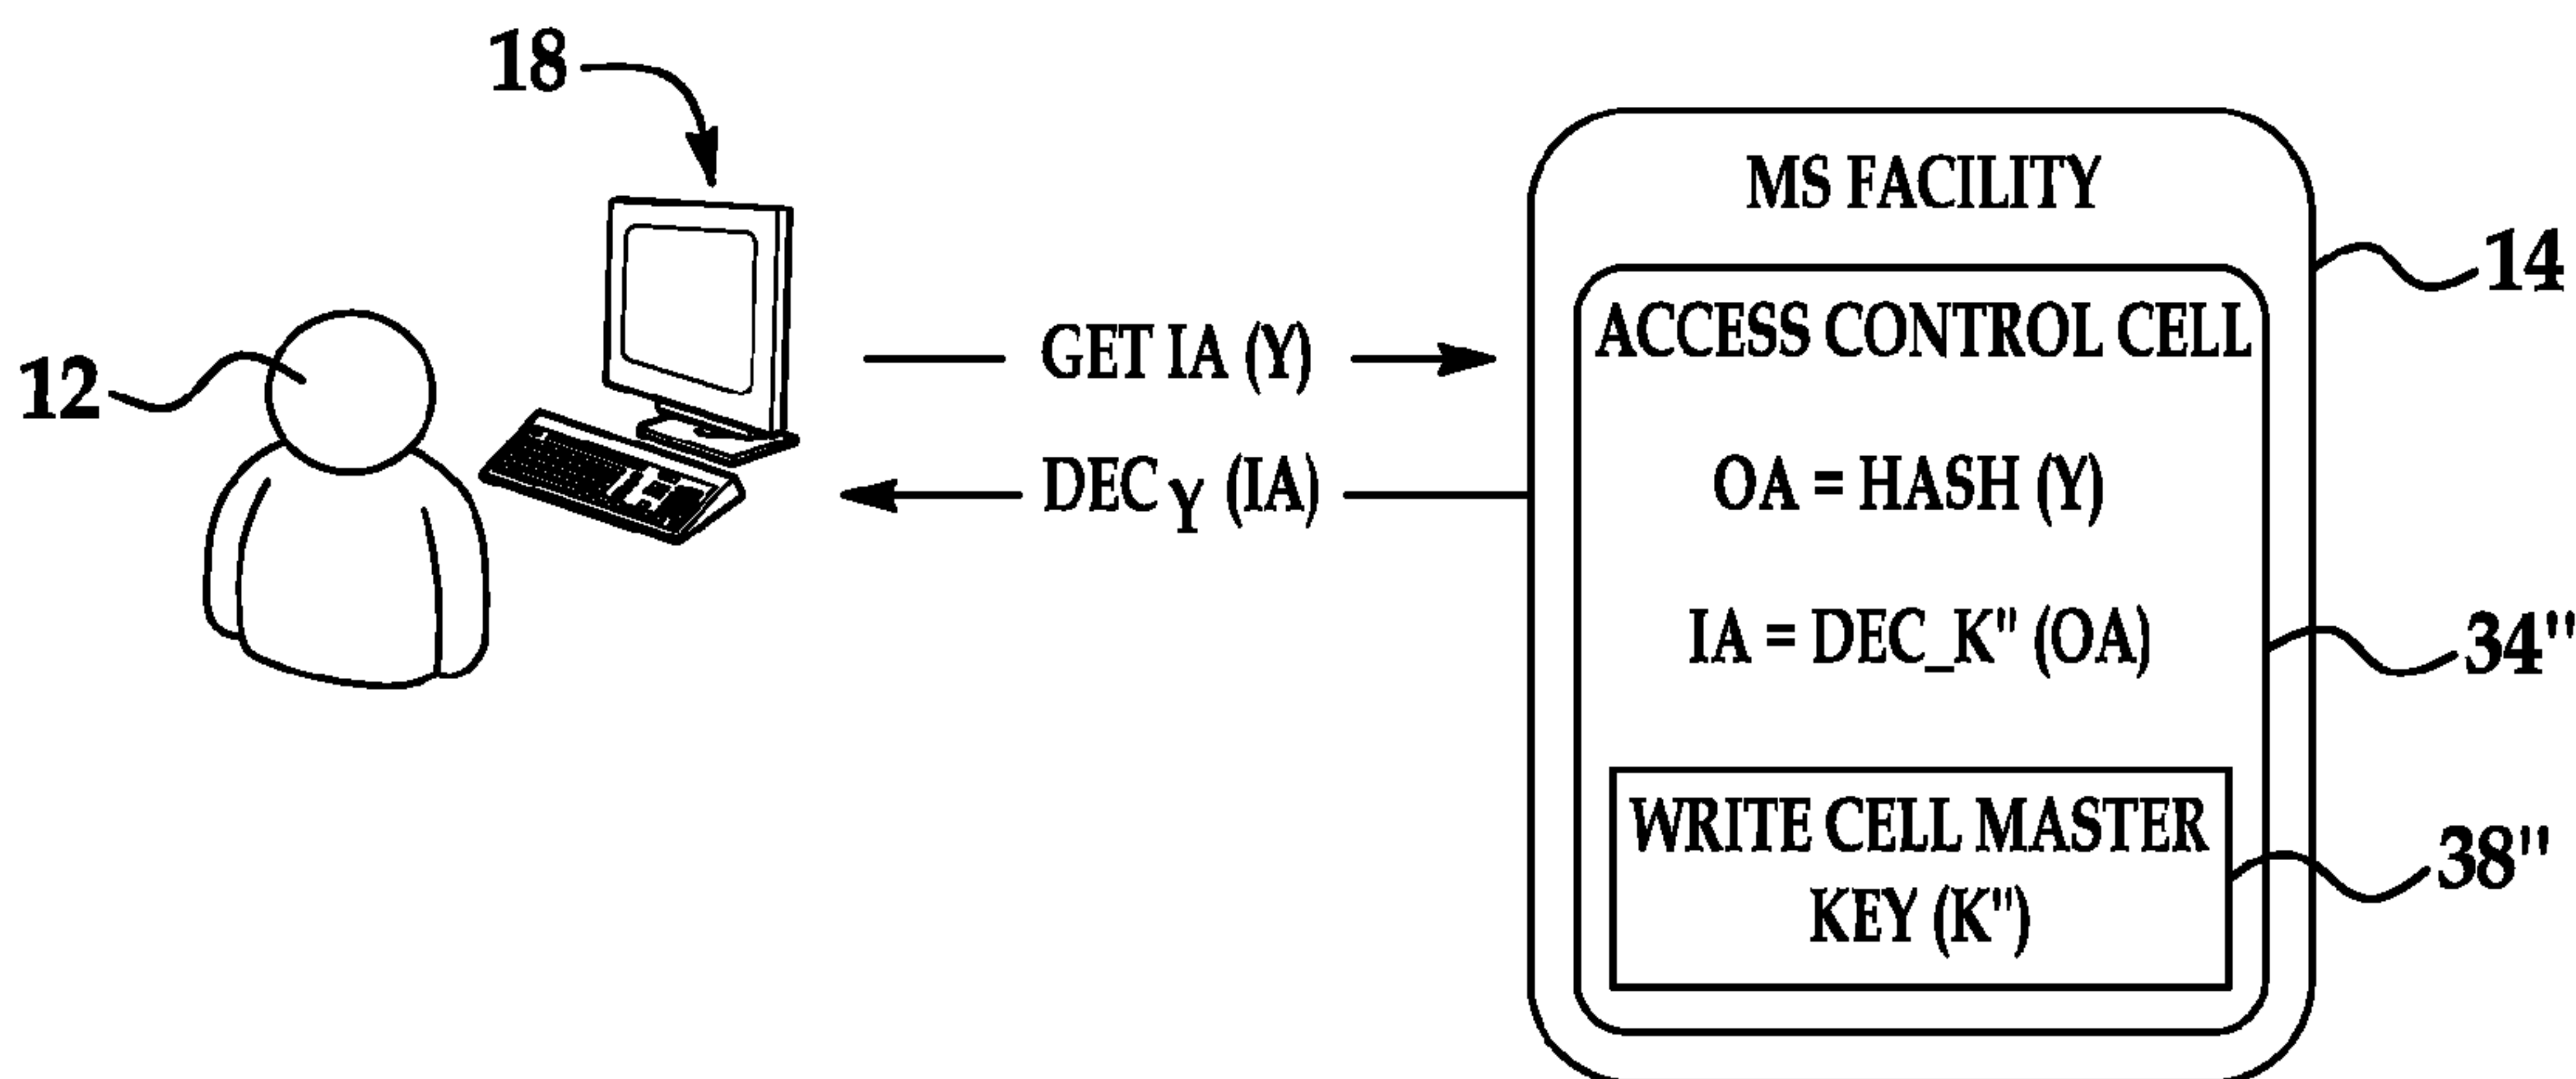 18
MS FACILITY
14
ACCESS CONTROL CELL
12
GET IA (Y)
DEC Y (IA)
OA = HASH (Y)
IA = DEC_K" (OA)
34"
WRITE CELL MASTER
KEY (K")
38"